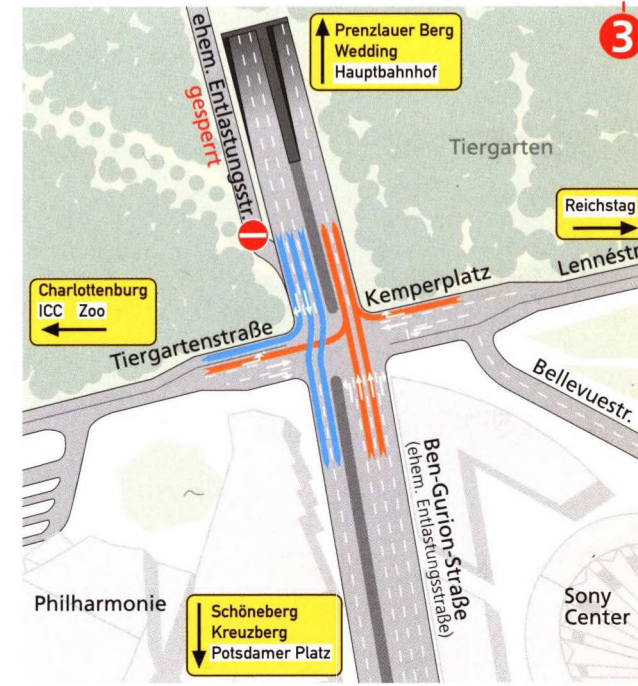 ehem. Entlastungsstr.
gesperrt
Prenzlauer Berg
Wedding
Hauptbahnhof
3
Tiergarten
Reichstag
Charlottenburg
ICC Zoo
Kemperplatz
Tiergartenstraße
Bellevuestr.
Ben-Gurion-Straße
(ehem. Entlastungsstraße)
Philharmonie
Schöneberg
Kreuzberg
Potsdamer Platz
Sony
Center